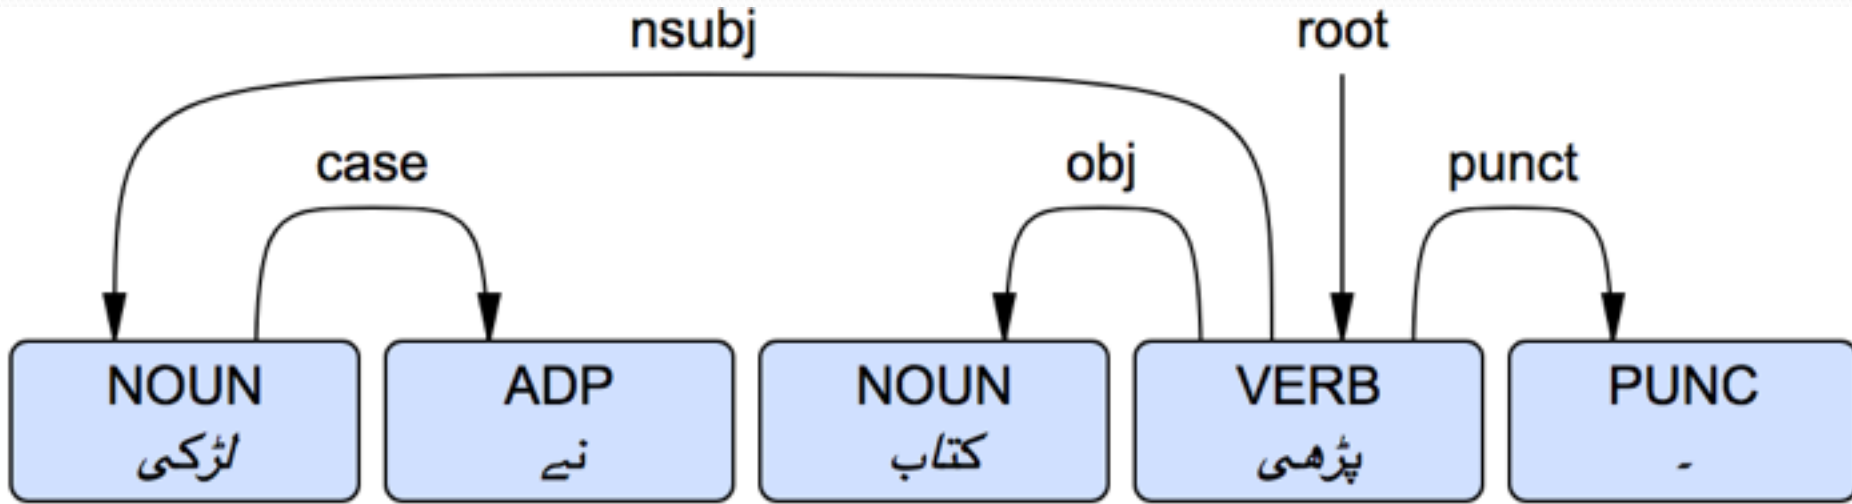 nsubj root
case obj punct
NOUN ADP NOUN VERB PUNC
لڑکی نے کتاب پڑھی ۔